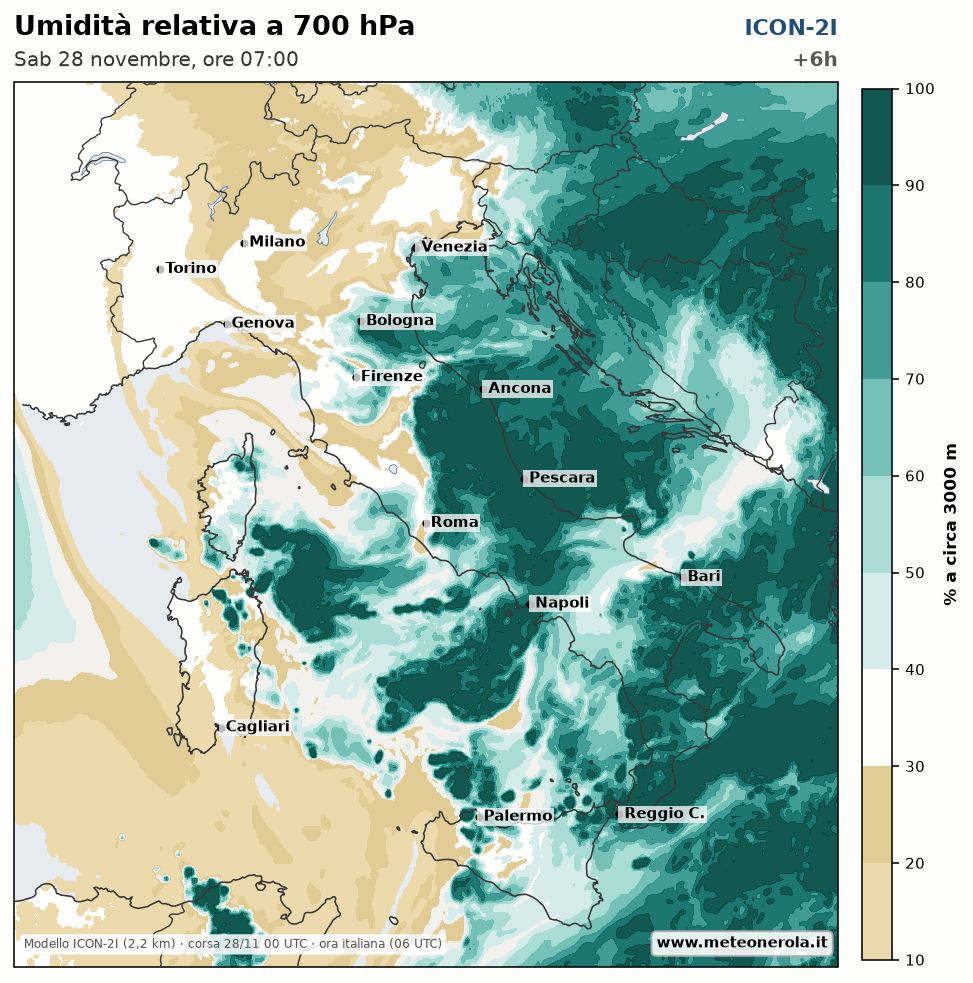 Umidità relativa a 700 hPa
ICON-2I
Sab 28 novembre, ore 07:00
+6h
Milano
Venezia
Torino
Genova
Bologna
Firenze
Ancona
Pescara
Roma
Bari
Napoli
Cagliari
Palermo
Reggio C.
Modello ICON-2I (2,2 km) · corsa 28/11 00 UTC · ora italiana (06 UTC)
www.meteonerola.it
100
90
80
70
60
50
40
30
20
10
% a circa 3000 m